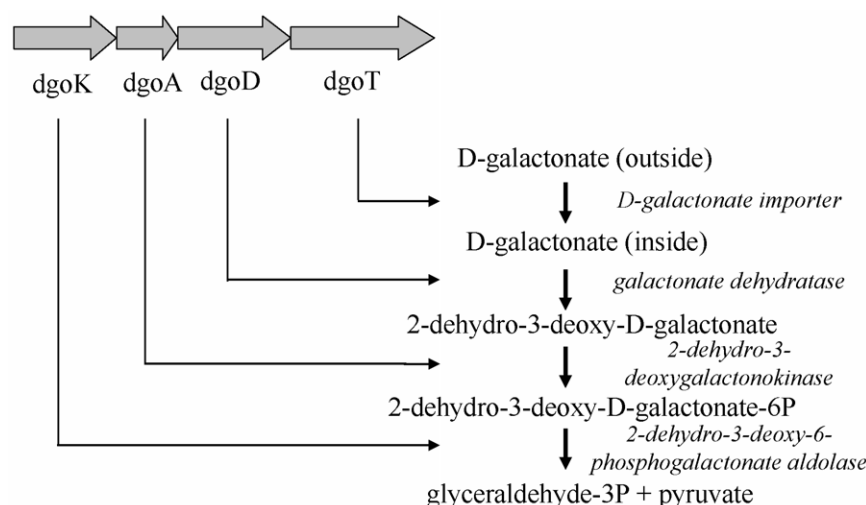 dgoK dgoA dgoD dgoT
D-galactonate (outside)
D-galactonate importer
D-galactonate (inside)
galactonate dehydratase
2-dehydro-3-deoxy-D-galactonate
2-dehydro-3-
deoxygalactonokinase
2-dehydro-3-deoxy-D-galactonate-6P
2-dehydro-3-deoxy-6-
phosphogalactonate aldolase
glyceraldehyde-3P + pyruvate